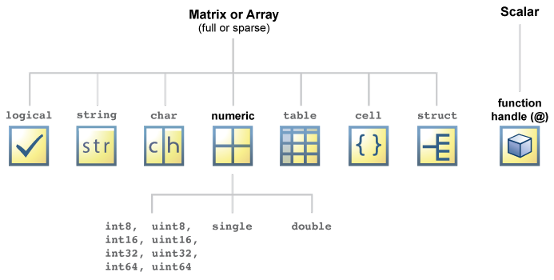 Matrix or Array
(full or sparse)
Scalar
logical
string
char
numeric
table
cell
struct
function
handle (@)
str
ch
{ }
int8, uint8,
int16, uint16,
int32, uint32,
int64, uint64
single
double